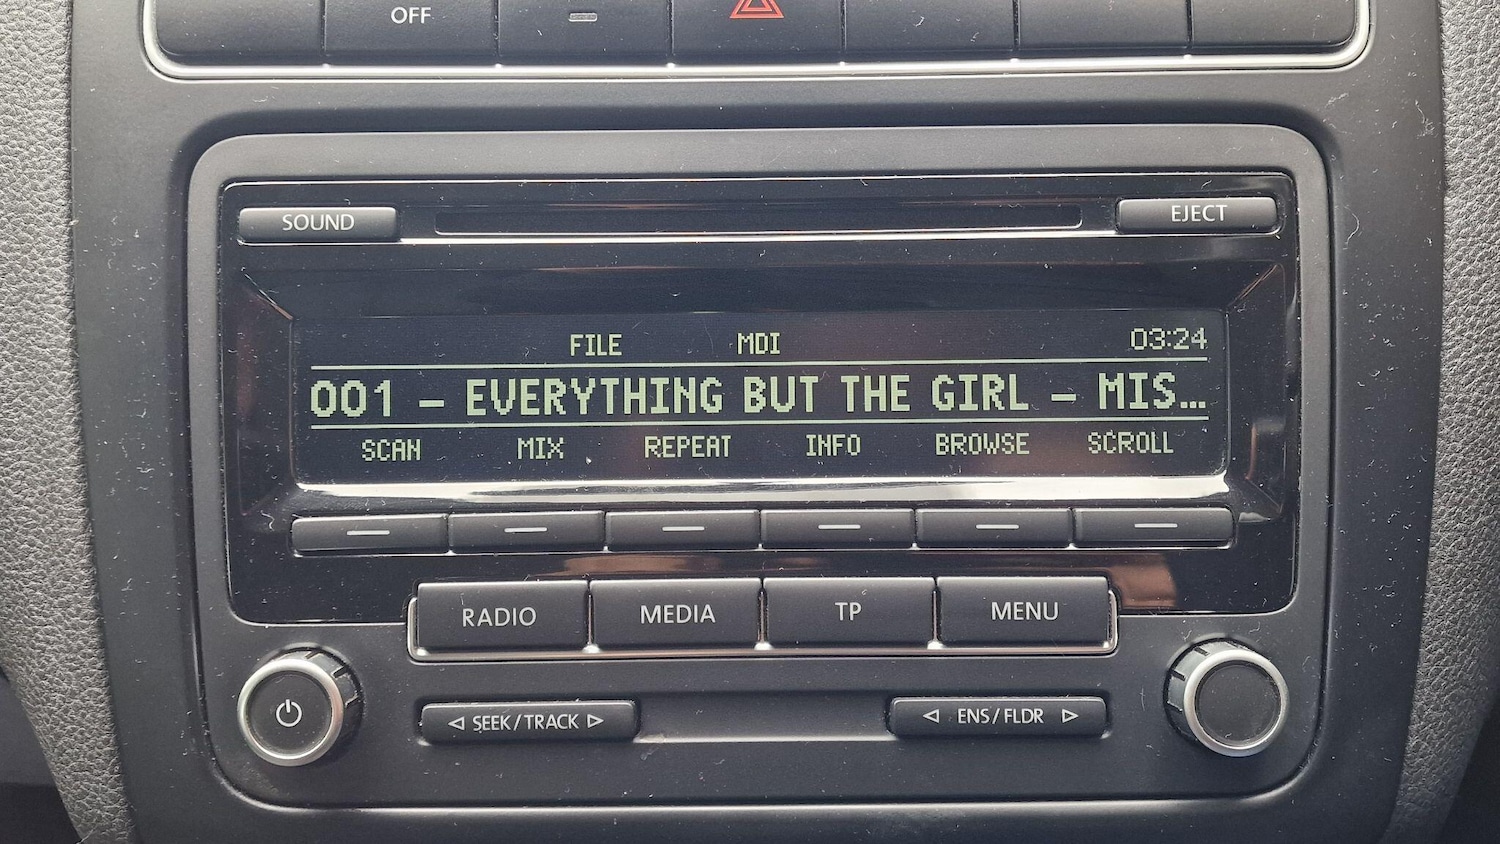 OFF
SOUND EJECT
FILE MDI 03:24
001 - EVERYTHING BUT THE GIRL - MIS...
SCAN MIX REPEAT INFO BROWSE SCROLL
RADIO MEDIA TP MENU
SEEK/TRACK ENS/FLDR